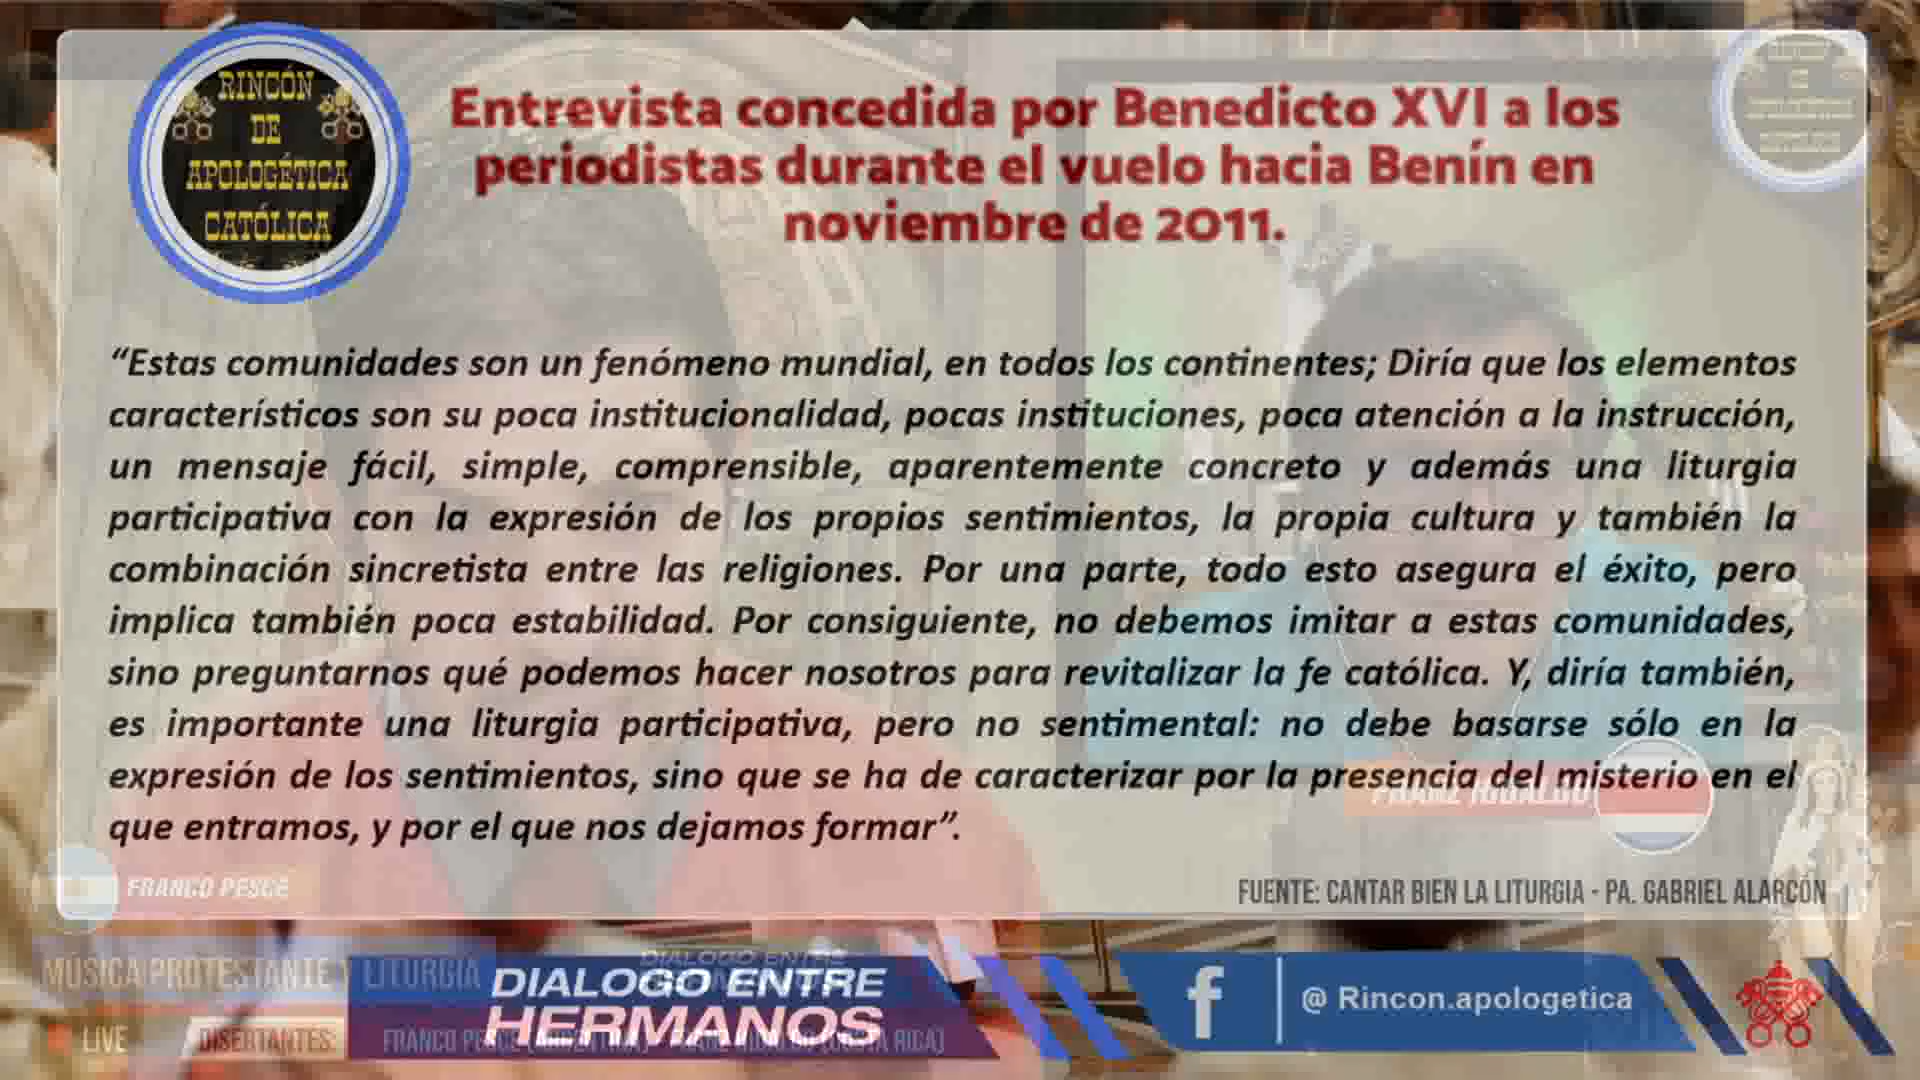 RINCÓN
DE
APOLOGÉTICA
CATÓLICA
Entrevista concedida por Benedicto XVI a los
periodistas durante el vuelo hacia Benín en
noviembre de 2011.
“Estas comunidades son un fenómeno mundial, en todos los continentes; Diría que los elementos
característicos son su poca institucionalidad, pocas instituciones, poca atención a la instrucción,
un mensaje fácil, simple, comprensible, aparentemente concreto y además una liturgia
participativa con la expresión de los propios sentimientos, la propia cultura y también la
combinación sincretista entre las religiones. Por una parte, todo esto asegura el éxito, pero
implica también poca estabilidad. Por consiguiente, no debemos imitar a estas comunidades,
sino preguntarnos qué podemos hacer nosotros para revitalizar la fe católica. Y, diría también,
es importante una liturgia participativa, pero no sentimental: no debe basarse sólo en la
expresión de los sentimientos, sino que se ha de caracterizar por la presencia del misterio en el
que entramos, y por el que nos dejamos formar”.
FRANCO PESCE
FUENTE: CANTAR BIEN LA LITURGIA - PA. GABRIEL ALARCÓN
MÚSICA PROTESTANTE Y LITURGIA
DIALOGO ENTRE
DIALOGO ENTRE
HERMANOS
@ Rincon.apologetica
LIVE
DISERTANTES:
FRANCO PESCE